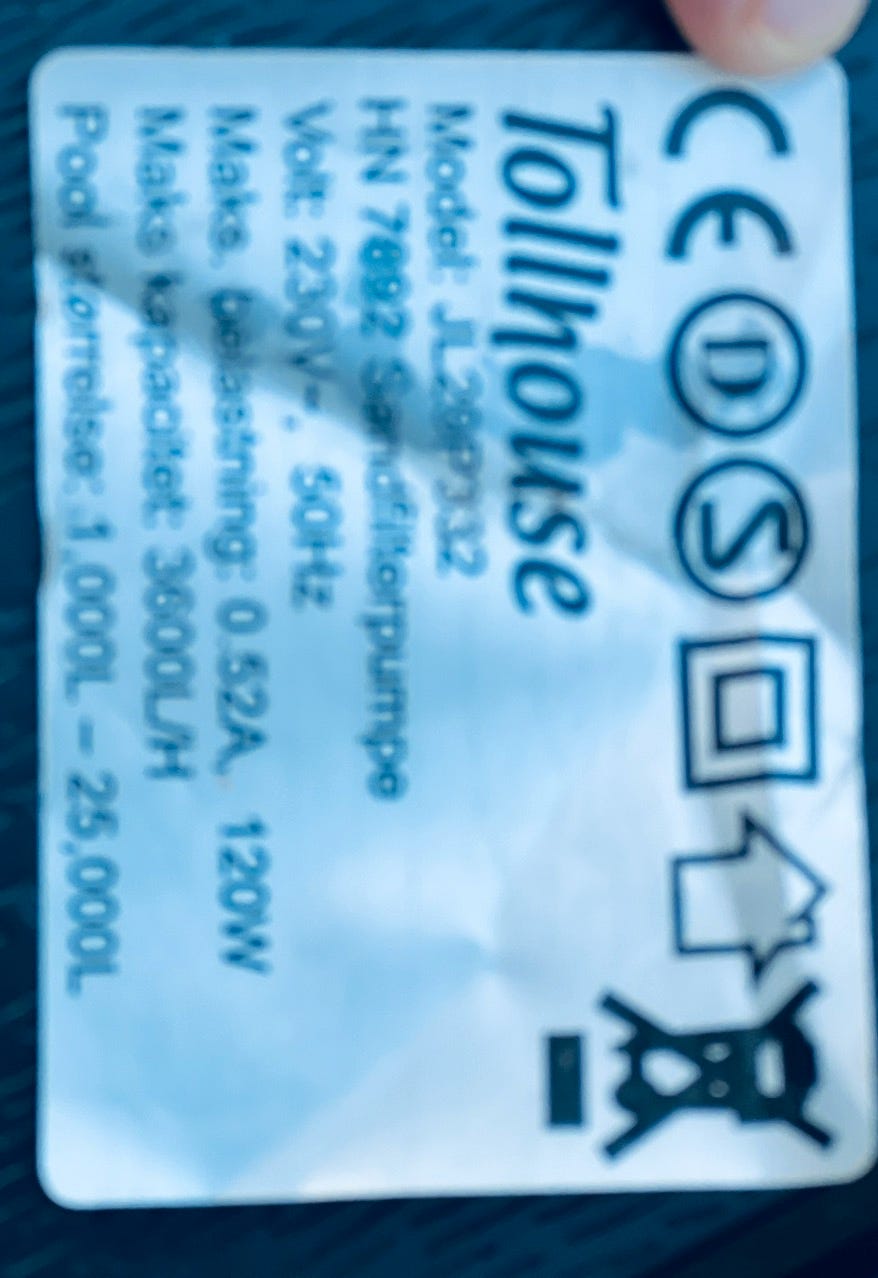 CE D S
Tollhouse
Model:
HN 7892 Sandfilterpumpe
Volt: 230V~, 50Hz
Maks. belastning: 0.52A, 120W
Maks kapacitet: 3600L/H
Pool størrelse: 1,000L – 25,000L